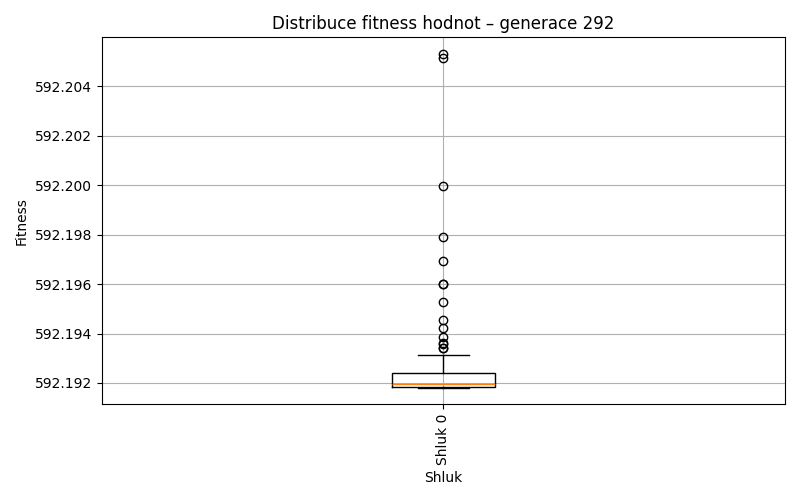 Distribuce fitness hodnot – generace 292
592.204
592.202
592.200
592.198
592.196
592.194
592.192
Fitness
Shluk 0
Shluk